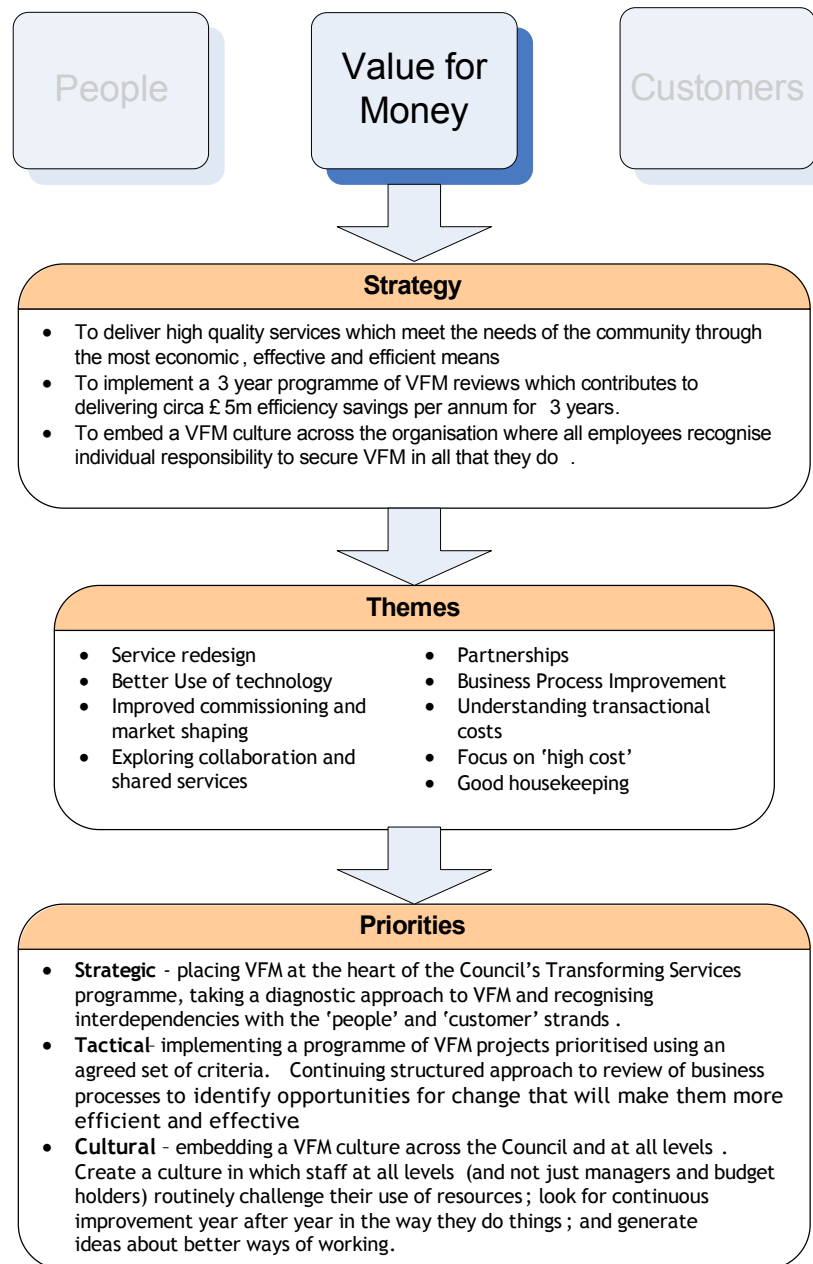 People
Value for
Money
Customers
Strategy
• To deliver high quality services which meet the needs of the community through
the most economic , effective and efficient means
• To implement a 3 year programme of VFM reviews which contributes to
delivering circa £ 5m efficiency savings per annum for 3 years.
• To embed a VFM culture across the organisation where all employees recognise
individual responsibility to secure VFM in all that they do .
Themes
• Service redesign
• Better Use of technology
• Improved commissioning and
market shaping
• Exploring collaboration and
shared services
• Partnerships
• Business Process Improvement
• Understanding transactional
costs
• Focus on ‘high cost’
• Good housekeeping
Priorities
• Strategic - placing VFM at the heart of the Council’s Transforming Services
programme, taking a diagnostic approach to VFM and recognising
interdependencies with the ‘people’ and ‘customer’ strands .
• Tactical– implementing a programme of VFM projects prioritised using an
agreed set of criteria. Continuing structured approach to review of business
processes to identify opportunities for change that will make them more
efficient and effective.
• Cultural – embedding a VFM culture across the Council and at all levels .
Create a culture in which staff at all levels (and not just managers and budget
holders) routinely challenge their use of resources ; look for continuous
improvement year after year in the way they do things ; and generate
ideas about better ways of working.